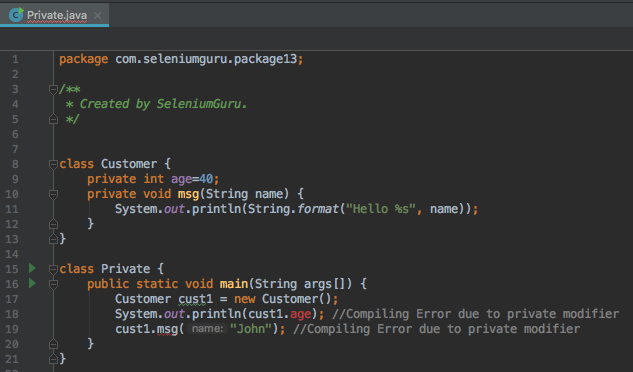 Private.java
1 package com.seleniumguru.package13;
2
3 /**
4  * Created by SeleniumGuru.
5  */
6
7
8 class Customer {
9     private int age=40;
10     private void msg(String name) {
11         System.out.println(String.format("Hello %s", name));
12     }
13 }
14
15 class Private {
16     public static void main(String args[]) {
17         Customer cust1 = new Customer();
18         System.out.println(cust1.age); //Compiling Error due to private modifier
19         cust1.msg( name: "John"); //Compiling Error due to private modifier
20     }
21 }